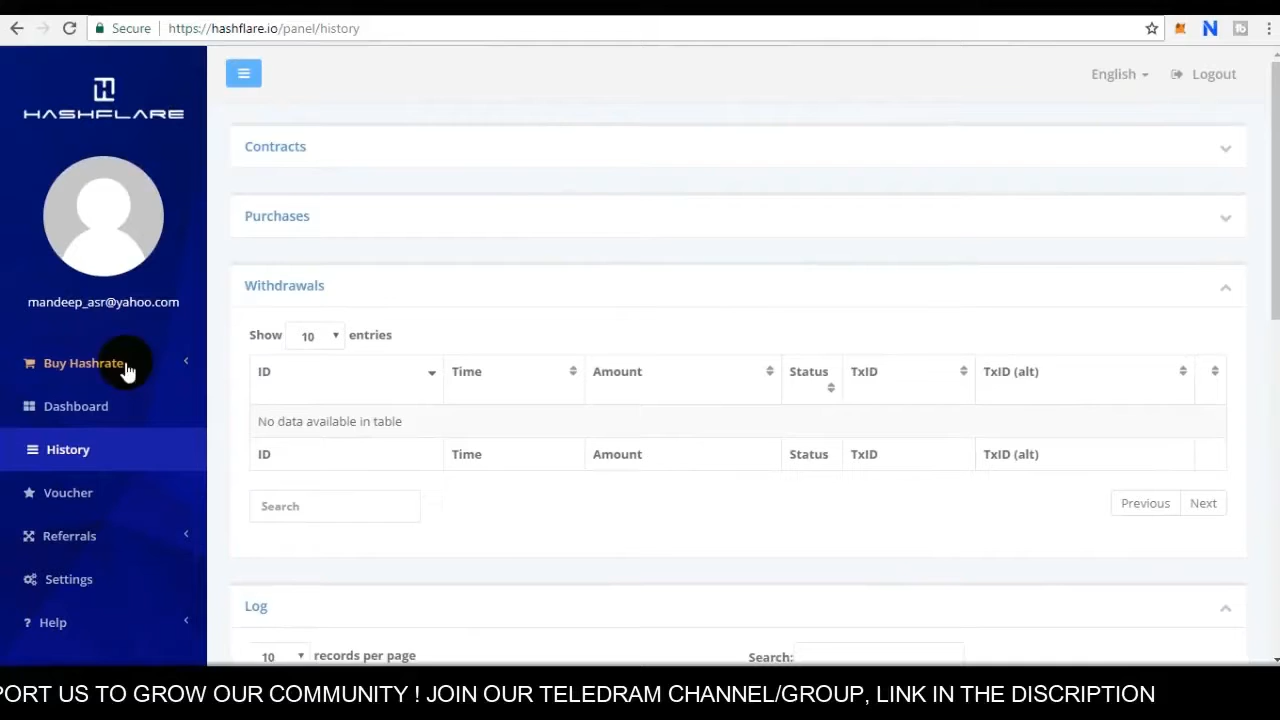 Secure https://hashflare.io/panel/history
HASHFLARE
English Logout
mandeep_asr@yahoo.com
Buy Hashrate
Dashboard
History
Voucher
Referrals
Settings
? Help
Contracts
Purchases
Withdrawals
Show 10 entries
ID Time Amount Status TxID TxID (alt)
No data available in table
ID Time Amount Status TxID TxID (alt)
Search
Previous Next
Log
10 records per page Search:
PORT US TO GROW OUR COMMUNITY ! JOIN OUR TELEDRAM CHANNEL/GROUP, LINK IN THE DISCRIPTION